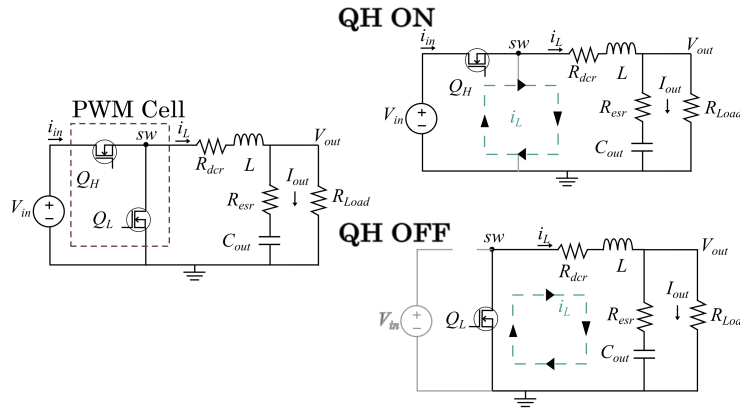 QH ON
i_in
sw
i_L
V_out
R_dcr
L
I_out
Q_H
V_in
i_L
R_esr
R_Load
C_out
PWM Cell
i_in
sw
i_L
V_out
R_dcr
L
I_out
Q_H
V_in
Q_L
R_esr
R_Load
C_out
QH OFF
sw
i_L
V_out
R_dcr
L
I_out
i_L
V_in
Q_L
R_esr
R_Load
C_out